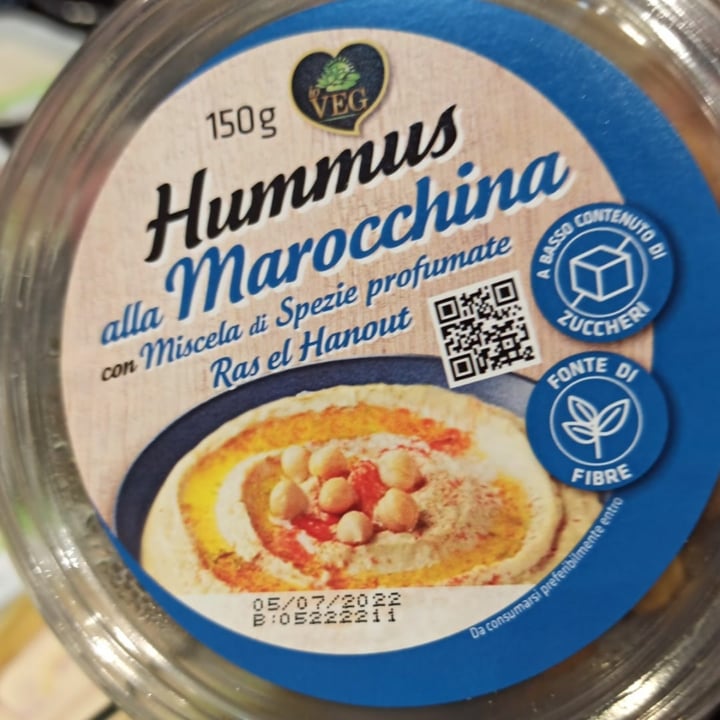 io
VEG
150g
Hummus
alla Marocchina
con Miscela di Spezie profumate
Ras el Hanout
A BASSO CONTENUTO DI
ZUCCHERI
FONTE DI
FIBRE
05/07/2022
B:05222211
Da consumarsi preferibilmente entro